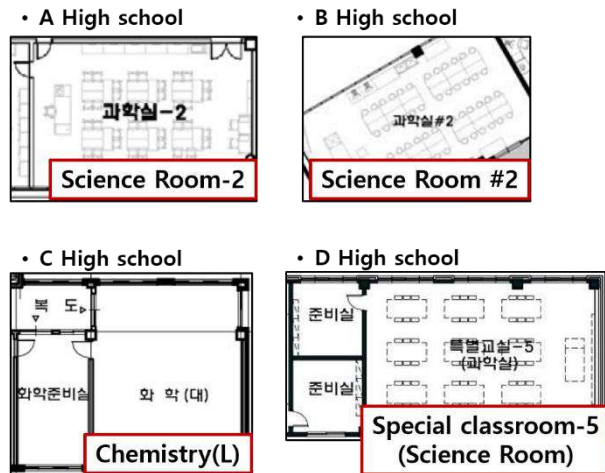 • A High school
과학실-2
Science Room-2
• B High school
과학실#2
Science Room #2
• C High school
복 도
화학준비실
화 학(대)
Chemistry(L)
• D High school
준비실
준비실
특별교실-5
(과학실)
Special classroom-5
(Science Room)